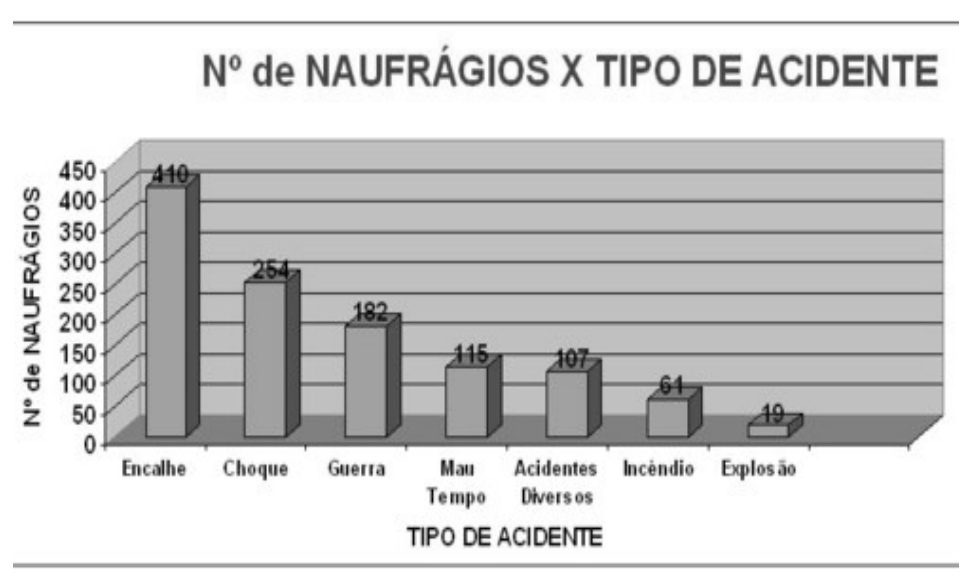 Nº de NAUFRÁGIOS X TIPO DE ACIDENTE
Nº de NAUFRÁGIOS
450
400
350
300
250
200
150
100
50
0
410
254
182
115
107
61
19
Encalhe
Choque
Guerra
Mau
Tempo
Acidentes
Diversos
Incêndio
Explosão
TIPO DE ACIDENTE